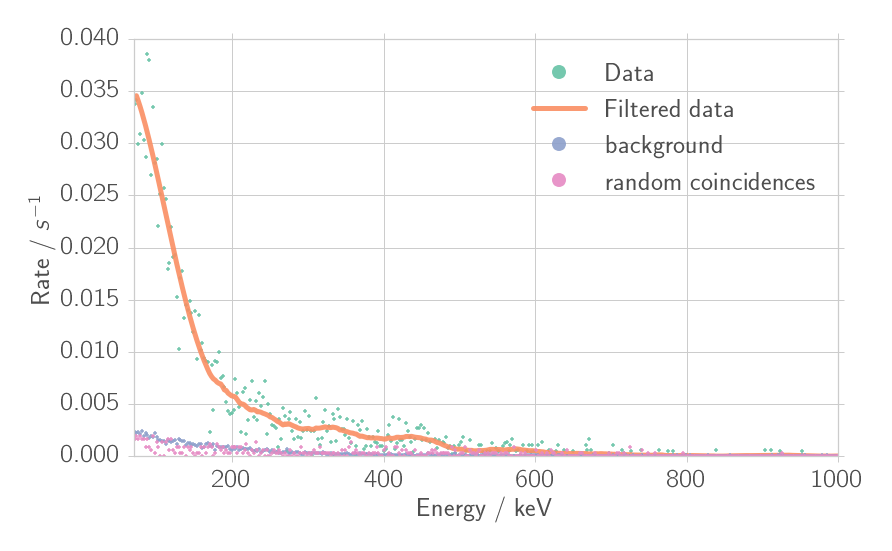 0.040
0.035
0.030
0.025
0.020
0.015
0.010
0.005
0.000
Rate / s⁻¹
Data
Filtered data
background
random coincidences
200 400 600 800 1000
Energy / keV